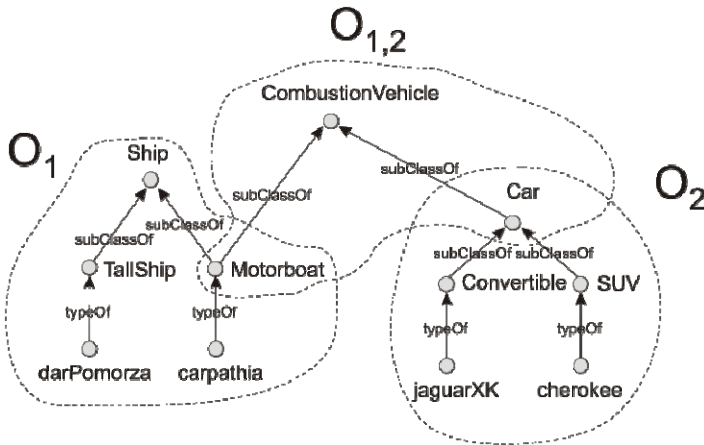 O1,2
CombustionVehicle
O1
Ship
subClassOf
subClassOf
Car
O2
subClassOf
subClassOf
subClassOf
subClassOf
subClassOf
TallShip
Motorboat
Convertible
SUV
typeOf
typeOf
typeOf
typeOf
darPomorza
carpathia
jaguarXK
cherokee